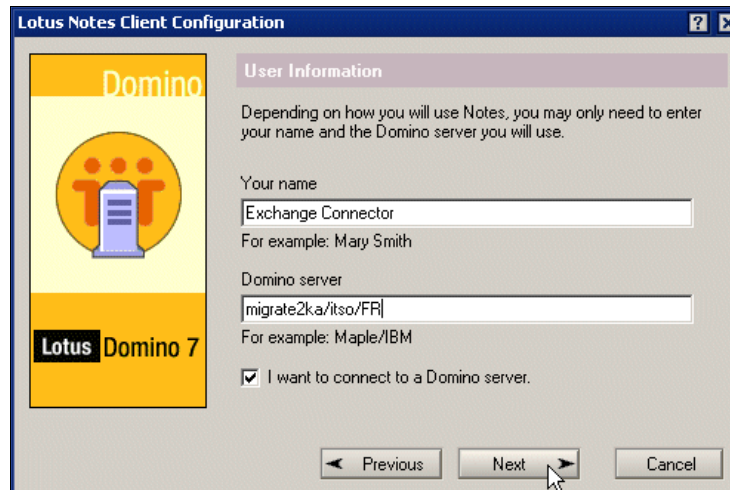 Lotus Notes Client Configuration
Domino
User Information
Depending on how you will use Notes, you may only need to enter
your name and the Domino server you will use.
Your name
Exchange Connector
For example: Mary Smith
Domino server
migrate2ka/itso/FR
For example: Maple/IBM
I want to connect to a Domino server.
Lotus Domino 7
Previous
Next
Cancel